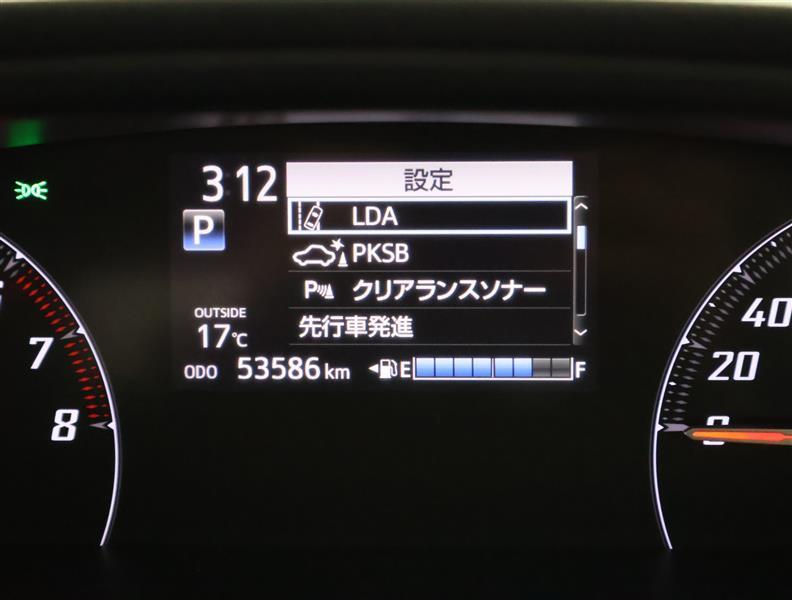 3:12
設定
LDA
P
PKSB
P クリアランスソナー
OUTSIDE
17℃
先行車発進
ODO 53586 km
E F
7
8
40
20
0